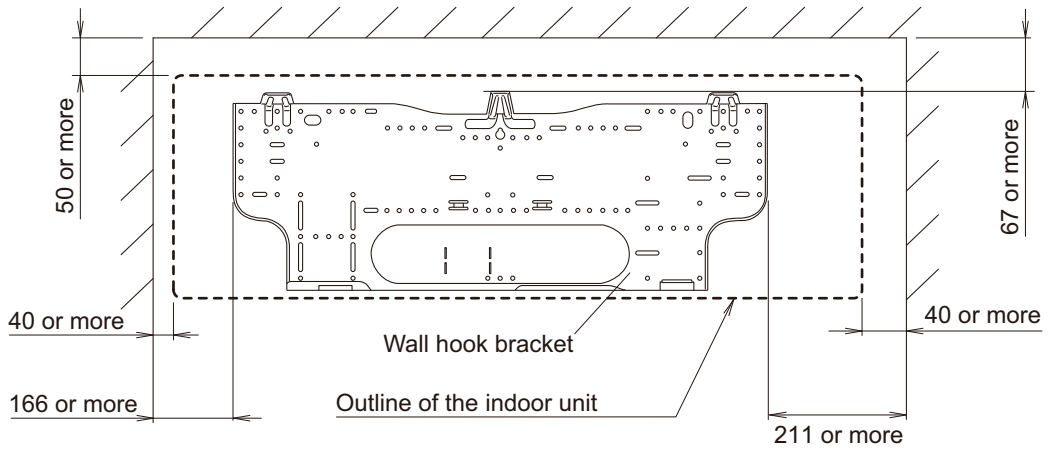 50 or more
67 or more
40 or more
40 or more
Wall hook bracket
166 or more
Outline of the indoor unit
211 or more